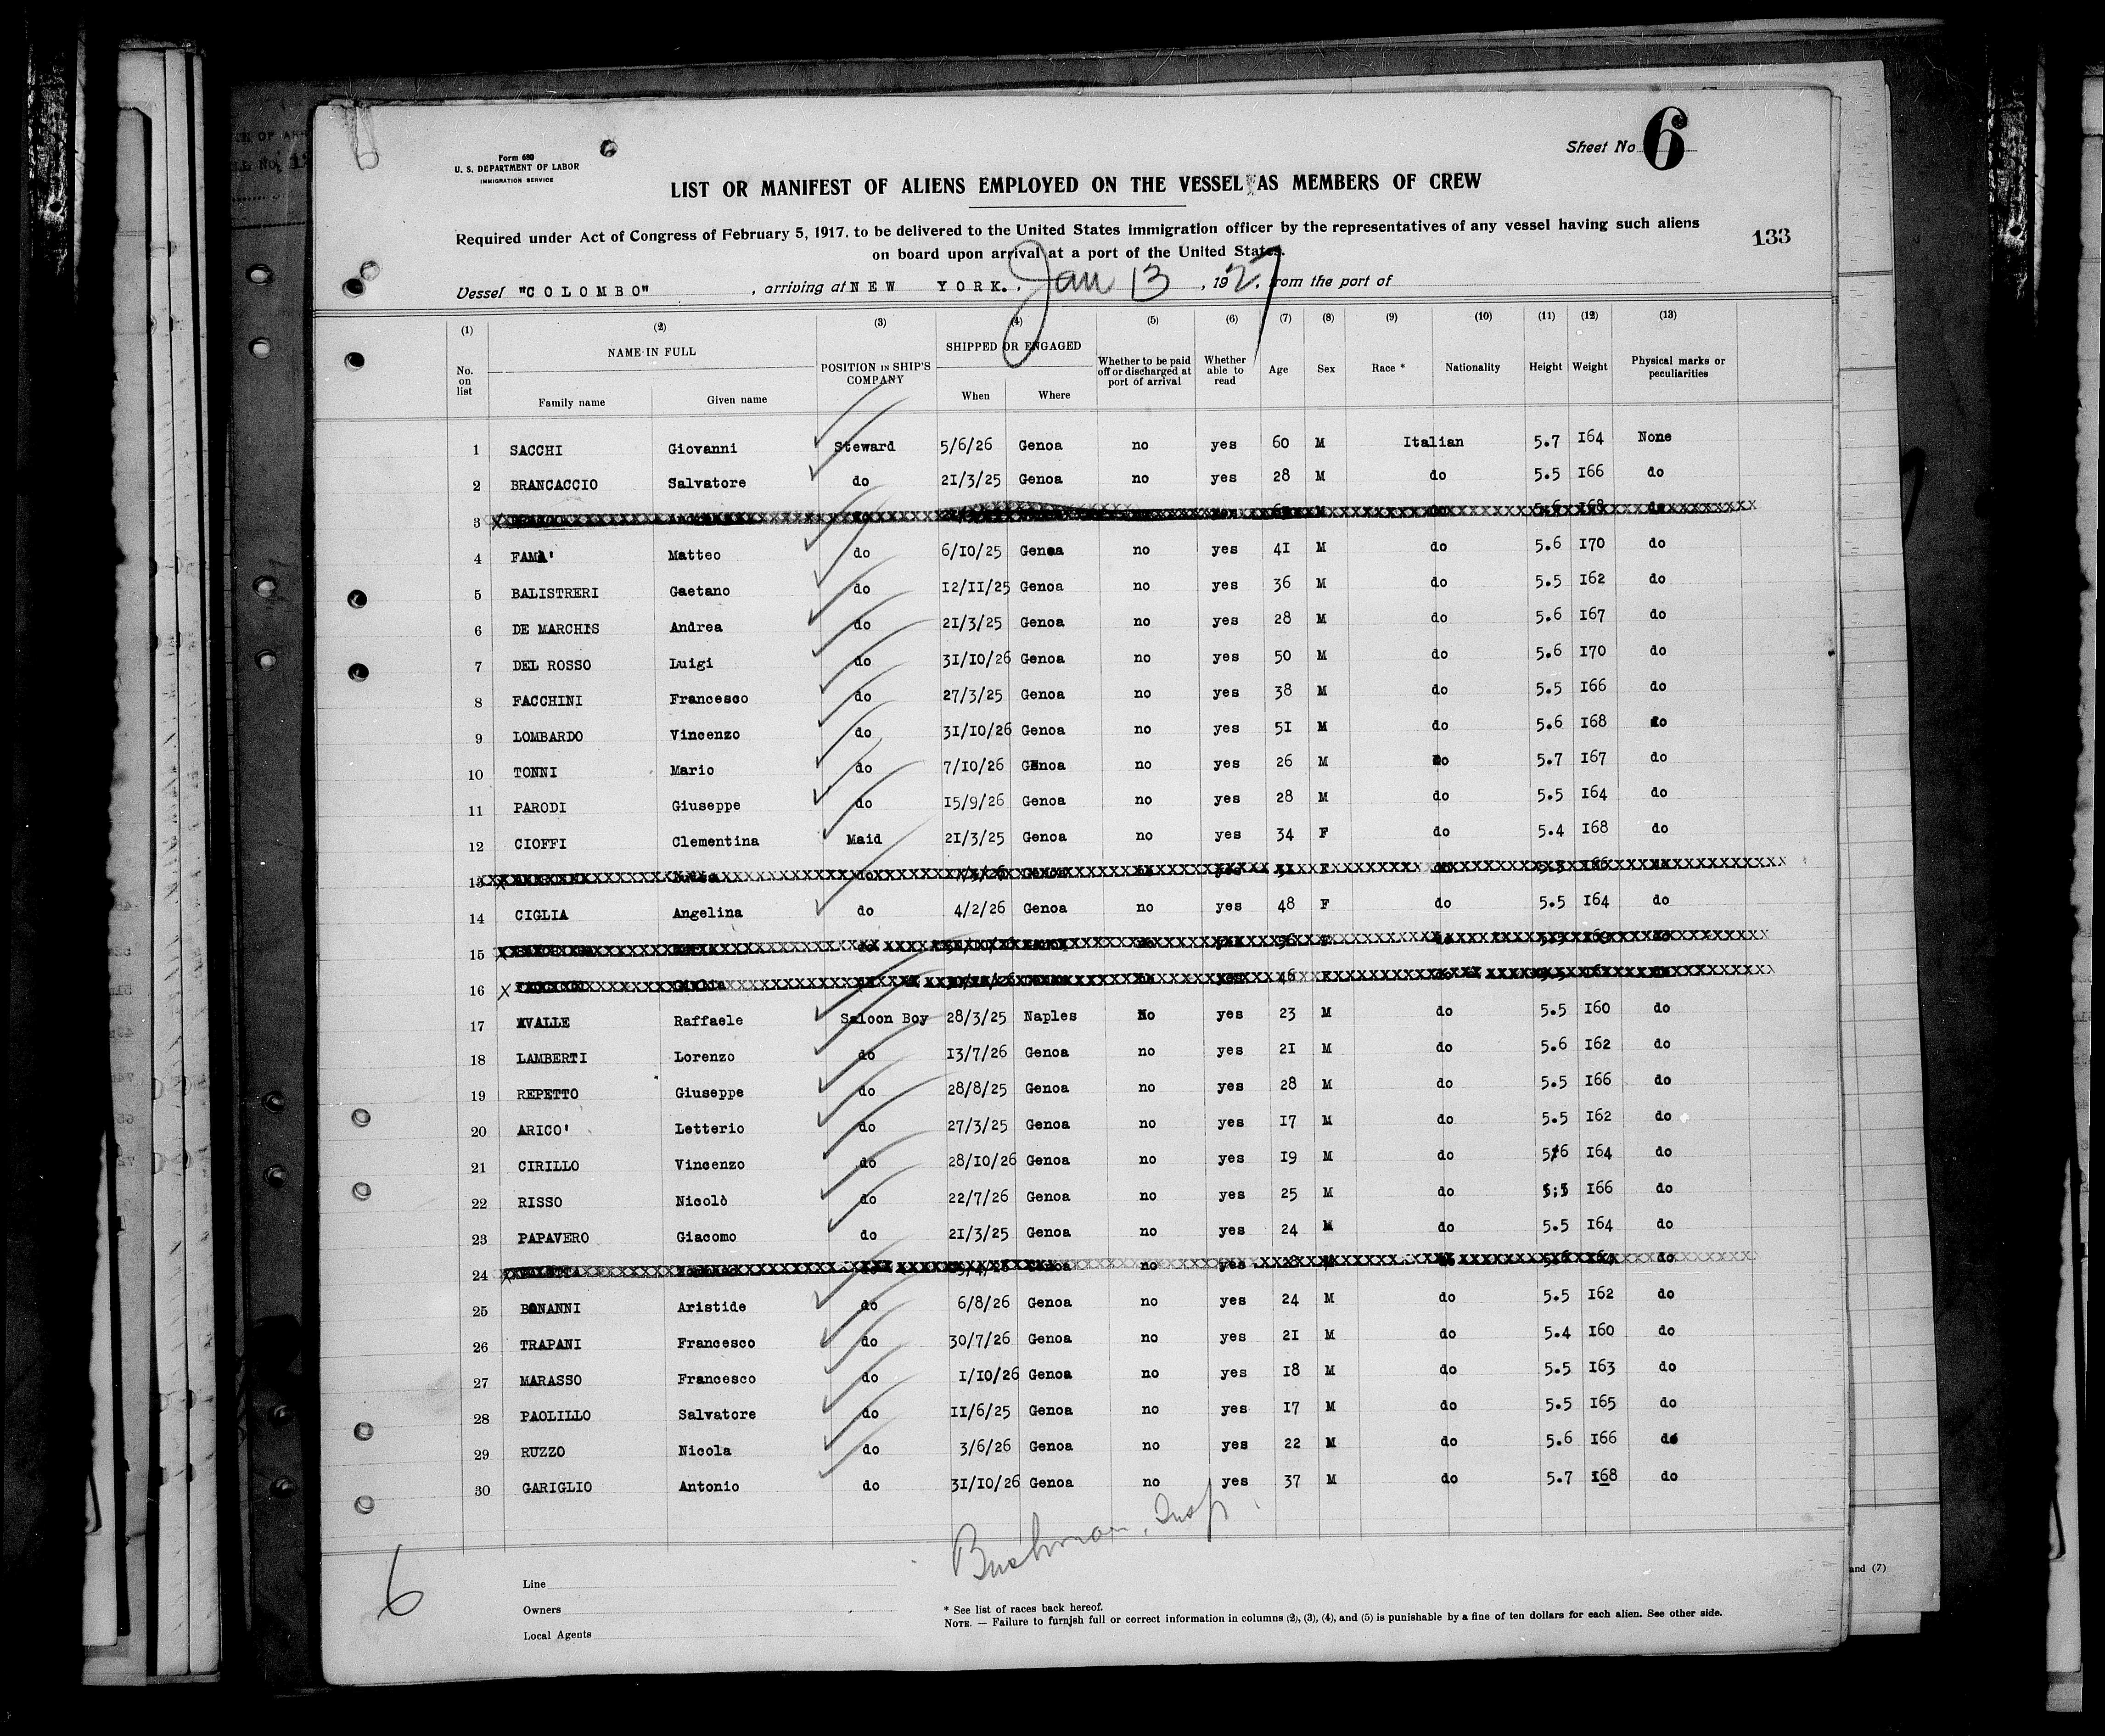 Form 680
U. S. DEPARTMENT OF LABOR
IMMIGRATION SERVICE
Sheet No 6
LIST OR MANIFEST OF ALIENS EMPLOYED ON THE VESSEL AS MEMBERS OF CREW
Required under Act of Congress of February 5, 1917, to be delivered to the United States immigration officer by the representatives of any vessel having such aliens
on board upon arrival at a port of the United States.
133
Vessel "COLOMBO" , arriving at NEW YORK. , Jan 13 , 1927, from the port of
(1) (2) (3) (4) (5) (6) (7) (8) (9) (10) (11) (12) (13)
No. on list NAME IN FULL Family name Given name POSITION IN SHIP'S COMPANY SHIPPED OR ENGAGED When Where Whether to be paid off or discharged at port of arrival Whether able to read Age Sex Race * Nationality Height Weight Physical marks or peculiarities
1 SACCHI Giovanni Steward 5/6/26 Genoa no yes 60 M Italian 5.7 164 None
2 BRANCACCIO Salvatore do 21/3/25 Genoa no yes 28 M do 5.5 166 do
3 do 5.6 168 do
4 FAMA' Matteo do 6/10/25 Genoa no yes 41 M do 5.6 170 do
5 BALISTRERI Gaetano do 12/11/25 Genoa no yes 36 M do 5.5 162 do
6 DE MARCHIS Andrea do 21/3/25 Genoa no yes 28 M do 5.6 167 do
7 DEL ROSSO Luigi do 31/10/26 Genoa no yes 50 M do 5.6 170 do
8 FACCHINI Francesco do 27/3/25 Genoa no yes 38 M do 5.5 166 do
9 LOMBARDO Vincenzo do 31/10/26 Genoa no yes 51 M do 5.6 168 do
10 TONNI Mario do 7/10/26 Genoa no yes 26 M do 5.7 167 do
11 PARODI Giuseppe do 15/9/26 Genoa no yes 28 M do 5.5 164 do
12 CIOFFI Clementina Maid 21/3/25 Genoa no yes 34 F do 5.4 168 do
13 do Genoa yes F do
14 CIGLIA Angelina do 4/2/26 Genoa no yes 48 F do 5.5 164 do
15
16 46 F do
17 AVALLE Raffaele Saloon Boy 28/3/25 Naples No yes 23 M do 5.5 160 do
18 LAMBERTI Lorenzo do 13/7/26 Genoa no yes 21 M do 5.6 162 do
19 REPETTO Giuseppe do 28/8/25 Genoa no yes 28 M do 5.5 166 do
20 ARICO' Letterio do 27/3/25 Genoa no yes 17 M do 5.5 162 do
21 CIRILLO Vincenzo do 28/10/26 Genoa no yes 19 M do 5.6 164 do
22 RISSO Nicolò do 22/7/26 Genoa no yes 25 M do 5;5 166 do
23 PAPAVERO Giacomo do 21/3/25 Genoa no yes 24 M do 5.5 164 do
24 do Genoa no yes do
25 BONANNI Aristide do 6/8/26 Genoa no yes 24 M do 5.5 162 do
26 TRAPANI Francesco do 30/7/26 Genoa no yes 21 M do 5.4 160 do
27 MARASSO Francesco do 1/10/26 Genoa no yes 18 M do 5.5 163 do
28 PAOLILLO Salvatore do 11/6/25 Genoa no yes 17 M do 5.5 165 do
29 RUZZO Nicola do 3/6/26 Genoa no yes 22 M do 5.6 166 do
30 GARIGLIO Antonio do 31/10/26 Genoa no yes 37 M do 5.7 168 do
Bushman, Insp
6
Line
Owners
Local Agents
* See list of races back hereof.
NOTE. — Failure to furnish full or correct information in columns (2), (3), (4), and (5) is punishable by a fine of ten dollars for each alien. See other side.
and (7)